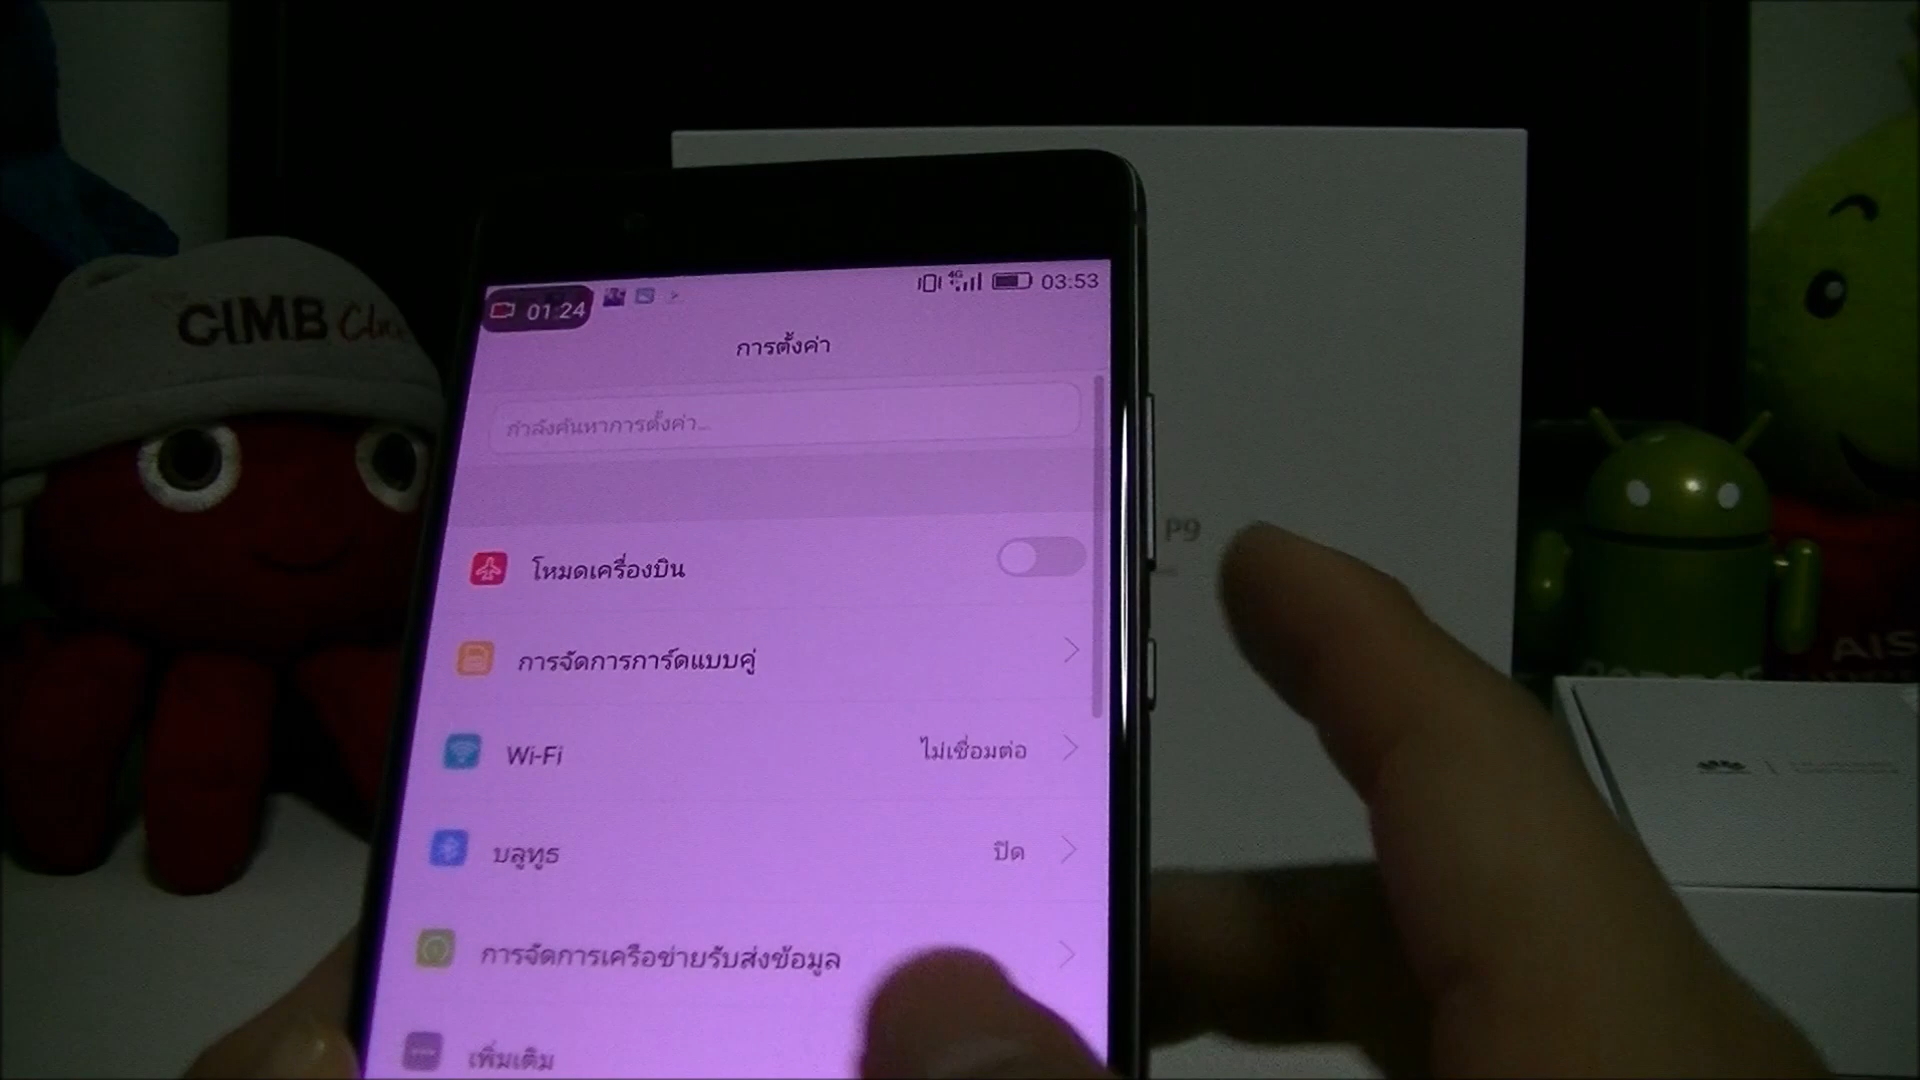 CIMB
4G
03:53
01:24
การตั้งค่า
กำลังค้นหาการตั้งค่า...
โหมดเครื่องบิน
การจัดการการ์ดแบบคู่
Wi-Fi ไม่เชื่อมต่อ
บลูทูธ ปิด
การจัดการเครือข่ายรับส่งข้อมูล
เพิ่มเติม
P9
AIS